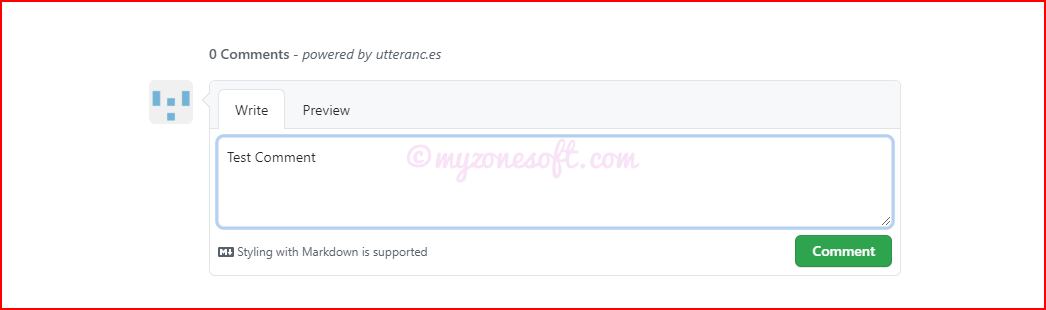 0 Comments - powered by utteranc.es
Write Preview
Test Comment
© myzonesoft.com
Styling with Markdown is supported
Comment